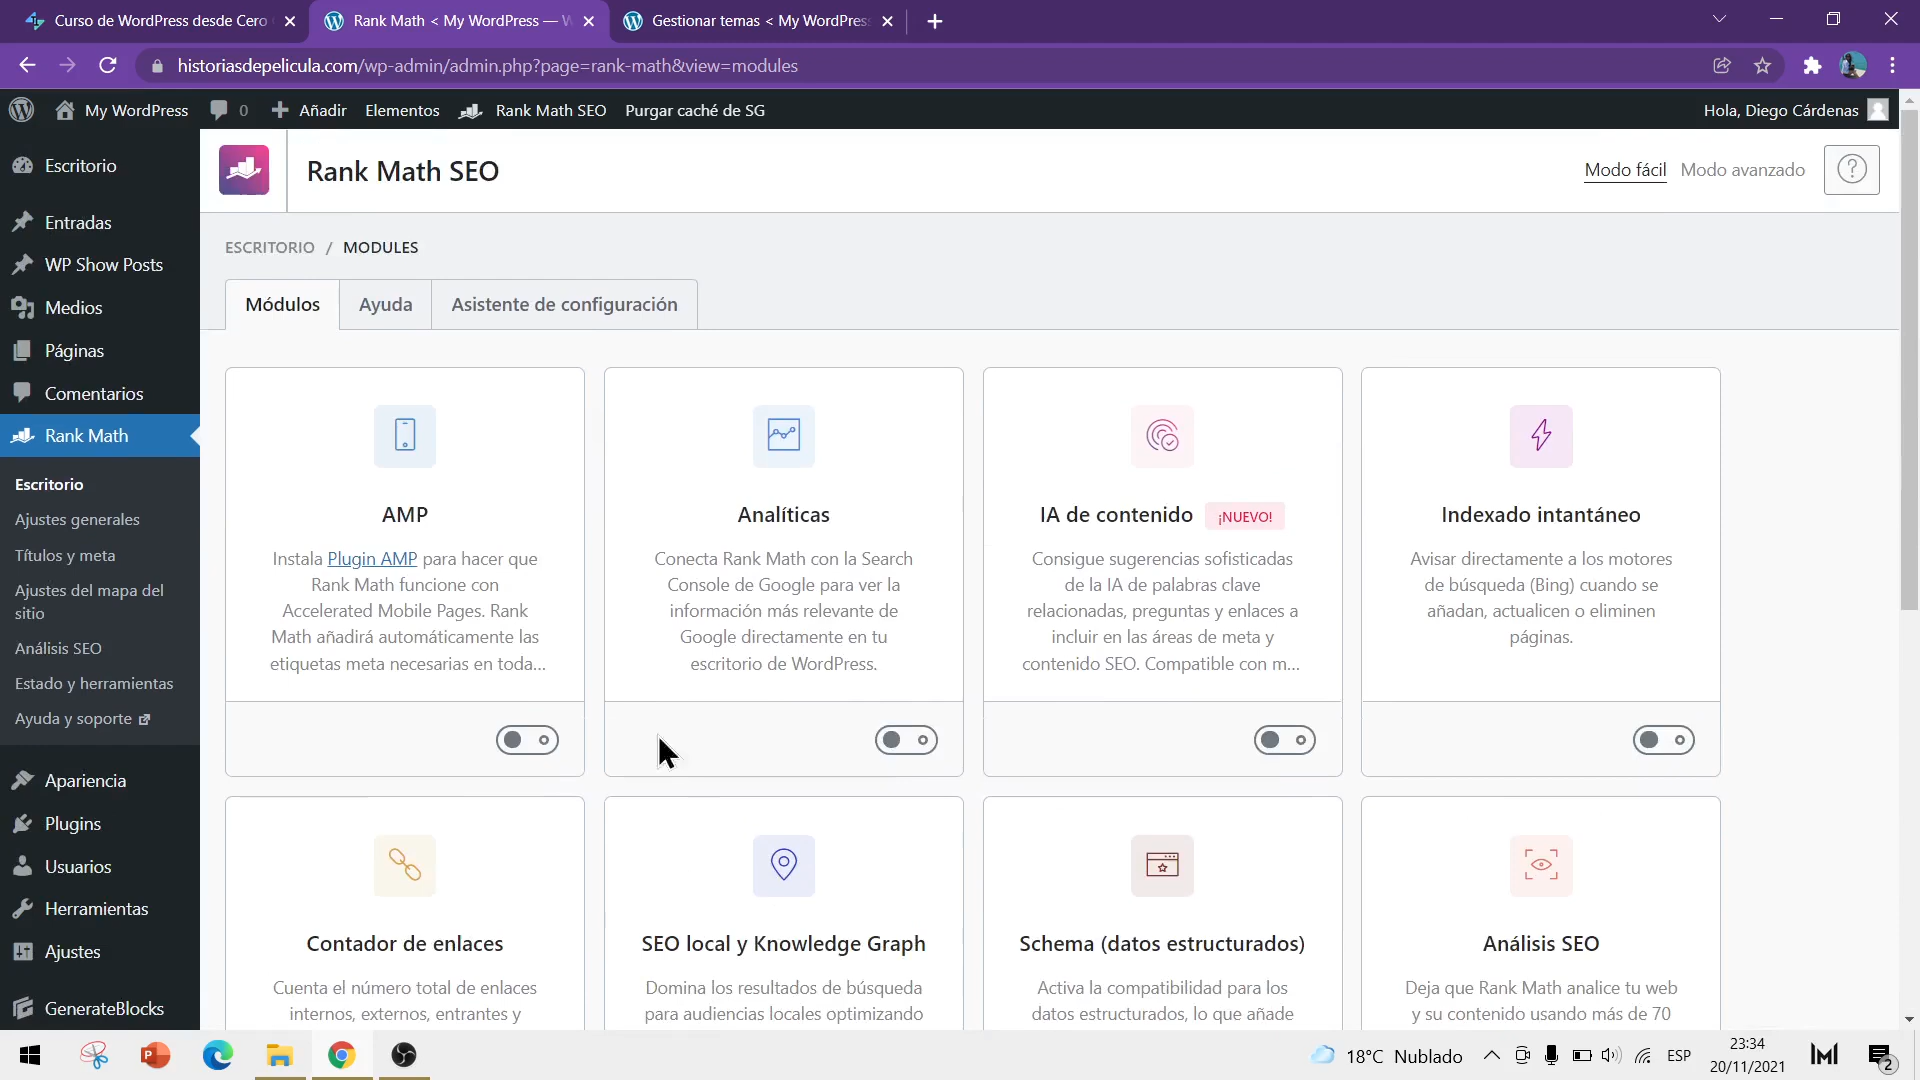 Curso de WordPress desde Cero
Rank Math < My WordPress — W
Gestionar temas < My WordPress
historiasdepelicula.com/wp-admin/admin.php?page=rank-math&view=modules
My WordPress
0
Añadir
Elementos
Rank Math SEO
Purgar caché de SG
Hola, Diego Cárdenas
Escritorio
Entradas
WP Show Posts
Medios
Páginas
Comentarios
Rank Math
Escritorio
Ajustes generales
Títulos y meta
Ajustes del mapa del
sitio
Análisis SEO
Estado y herramientas
Ayuda y soporte
Apariencia
Plugins
Usuarios
Herramientas
Ajustes
GenerateBlocks
Rank Math SEO
Modo fácil
Modo avanzado
?
ESCRITORIO / MODULES
Módulos
Ayuda
Asistente de configuración
AMP
Instala Plugin AMP para hacer que
Rank Math funcione con
Accelerated Mobile Pages. Rank
Math añadirá automáticamente las
etiquetas meta necesarias en toda...
Analíticas
Conecta Rank Math con la Search
Console de Google para ver la
información más relevante de
Google directamente en tu
escritorio de WordPress.
IA de contenido ¡NUEVO!
Consigue sugerencias sofisticadas
de la IA de palabras clave
relacionadas, preguntas y enlaces a
incluir en las áreas de meta y
contenido SEO. Compatible con m...
Indexado intantáneo
Avisar directamente a los motores
de búsqueda (Bing) cuando se
añadan, actualicen o eliminen
páginas.
Contador de enlaces
Cuenta el número total de enlaces
internos, externos, entrantes y
SEO local y Knowledge Graph
Domina los resultados de búsqueda
para audiencias locales optimizando
Schema (datos estructurados)
Activa la compatibilidad para los
datos estructurados, lo que añade
Análisis SEO
Deja que Rank Math analice tu web
y su contenido usando más de 70
18°C Nublado
ESP
23:34
20/11/2021
2